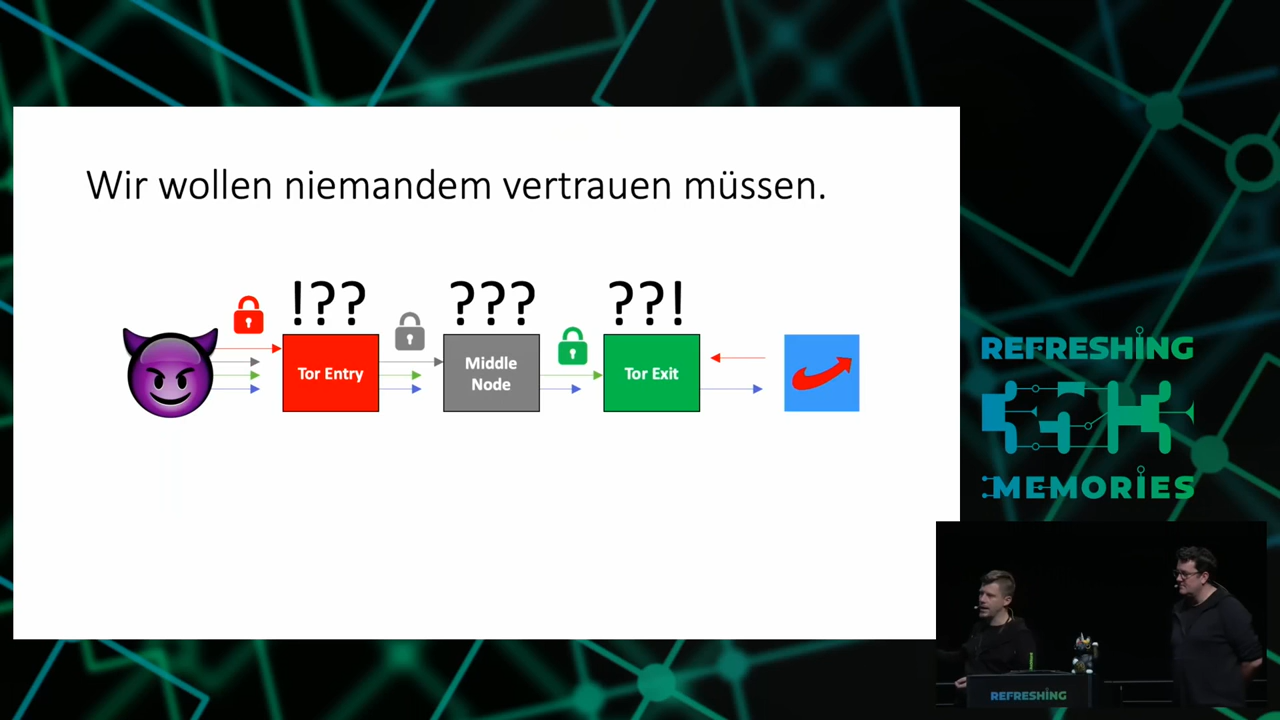 Wir wollen niemandem vertrauen müssen.
!?? ??? ??!
Tor Entry
Middle
Node
Tor Exit
REFRESHING
MEMORIES
REFRESHING